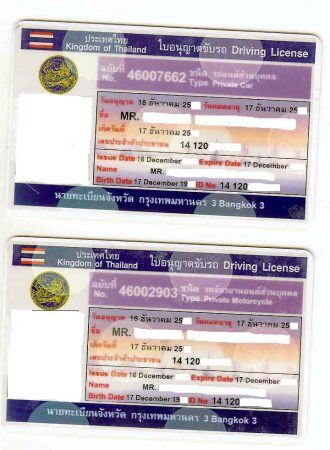 ประเทศไทย ใบอนุญาตขับรถ Driving License
Kingdom of Thailand
ฉบับที่ 46007662 ชนิด รถยนต์ส่วนบุคคล
No. Type Private Car
วันอนุญาต 16 ธันวาคม 25 วันหมดอายุ 17 ธันวาคม 25
ชื่อ MR.
เกิดวันที่ 17 ธันวาคม 25
เลขประจำตัวประชาชน 14 120
Issue Date 16 December Expire Date 17 December
Name MR.
Birth Date 17 December 19 ID No 14 120
นายทะเบียนจังหวัด กรุงเทพมหานคร 3 Bangkok 3
ประเทศไทย ใบอนุญาตขับรถ Driving License
Kingdom of Thailand
ฉบับที่ 46002903 ชนิด รถจักรยานยนต์ส่วนบุคคล
No. Type Private Motorcycle
วันอนุญาต 16 ธันวาคม 25 วันหมดอายุ 17 ธันวาคม 25
ชื่อ MR.
เกิดวันที่ 17 ธันวาคม 25
เลขประจำตัวประชาชน 14 120
Issue Date 16 December Expire Date 17 December
Name MR.
Birth Date 17 December 19 ID No 14 120
นายทะเบียนจังหวัด กรุงเทพมหานคร 3 Bangkok 3